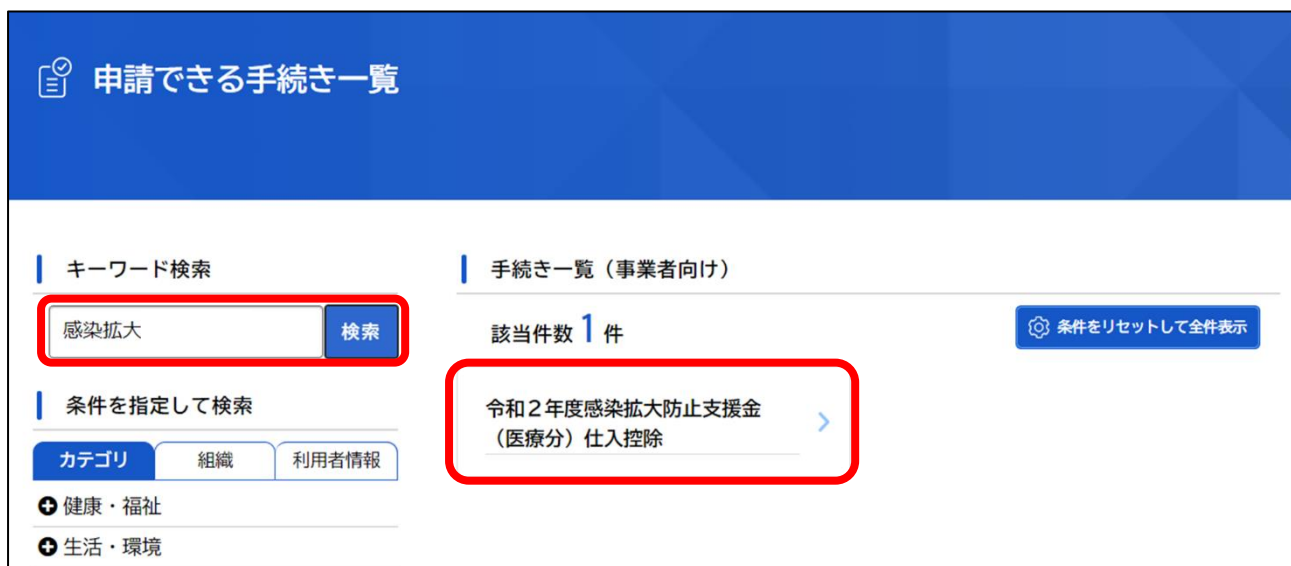 申請できる手続き一覧
キーワード検索
感染拡大
検索
条件を指定して検索
カテゴリ
組織
利用者情報
健康・福祉
生活・環境
手続き一覧（事業者向け）
該当件数 1 件
条件をリセットして全件表示
令和２年度感染拡大防止支援金
（医療分）仕入控除